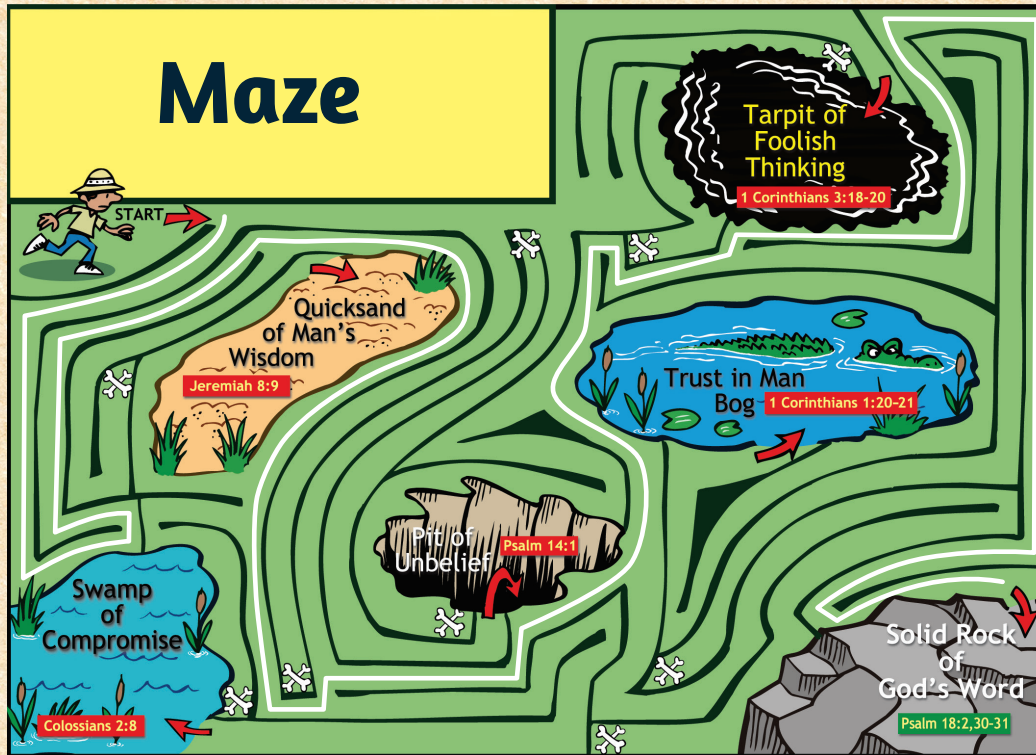 Maze
START
Tarpit of
Foolish
Thinking
1 Corinthians 3:18-20
Quicksand
of Man's
Wisdom
Jeremiah 8:9
Trust in Man
Bog
1 Corinthians 1:20-21
Pit of
Unbelief
Psalm 14:1
Swamp
of
Compromise
Colossians 2:8
Solid Rock
of
God's Word
Psalm 18:2,30-31